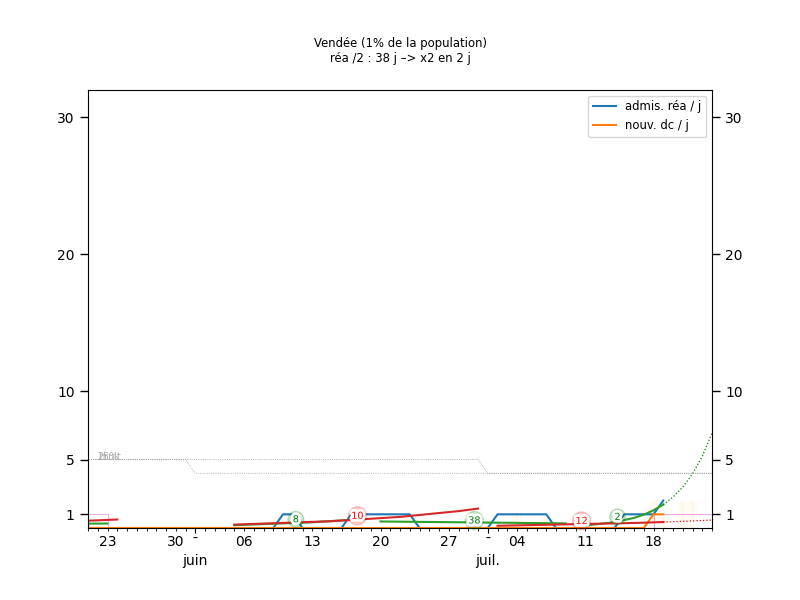 Vendée (1% de la population)
réa /2 : 38 j –> x2 en 2 j
admis. réa / j
nouv. dc / j
30 30
20 20
10 10
5 5
1 1
8 10 38 12 2
23 30 - 06 13 20 27 - 04 11 18
juin juil.